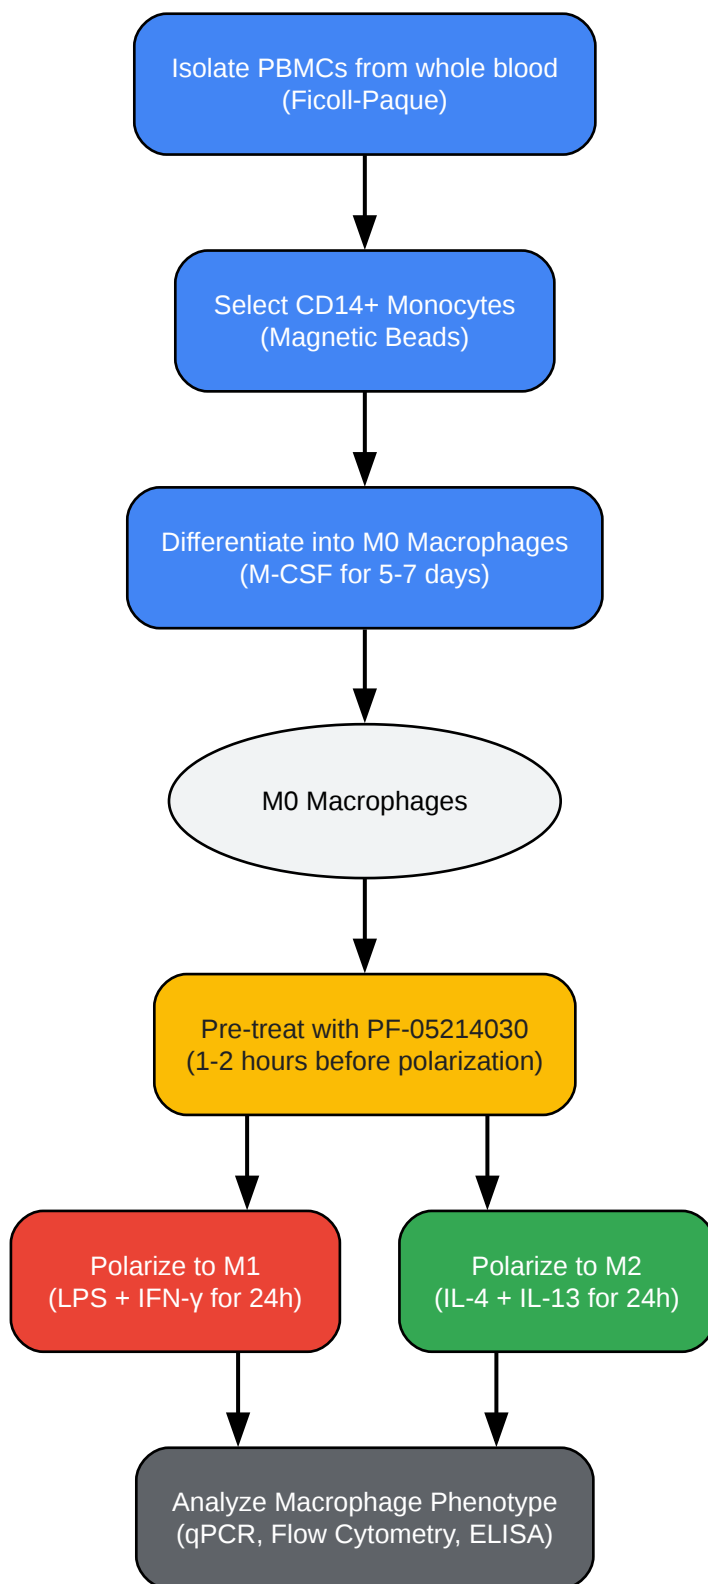 Isolate PBMCs from whole blood
(Ficoll-Paque)
Select CD14+ Monocytes
(Magnetic Beads)
Differentiate into M0 Macrophages
(M-CSF for 5-7 days)
M0 Macrophages
Pre-treat with PF-05214030
(1-2 hours before polarization)
Polarize to M1
(LPS + IFN-γ for 24h)
Polarize to M2
(IL-4 + IL-13 for 24h)
Analyze Macrophage Phenotype
(qPCR, Flow Cytometry, ELISA)